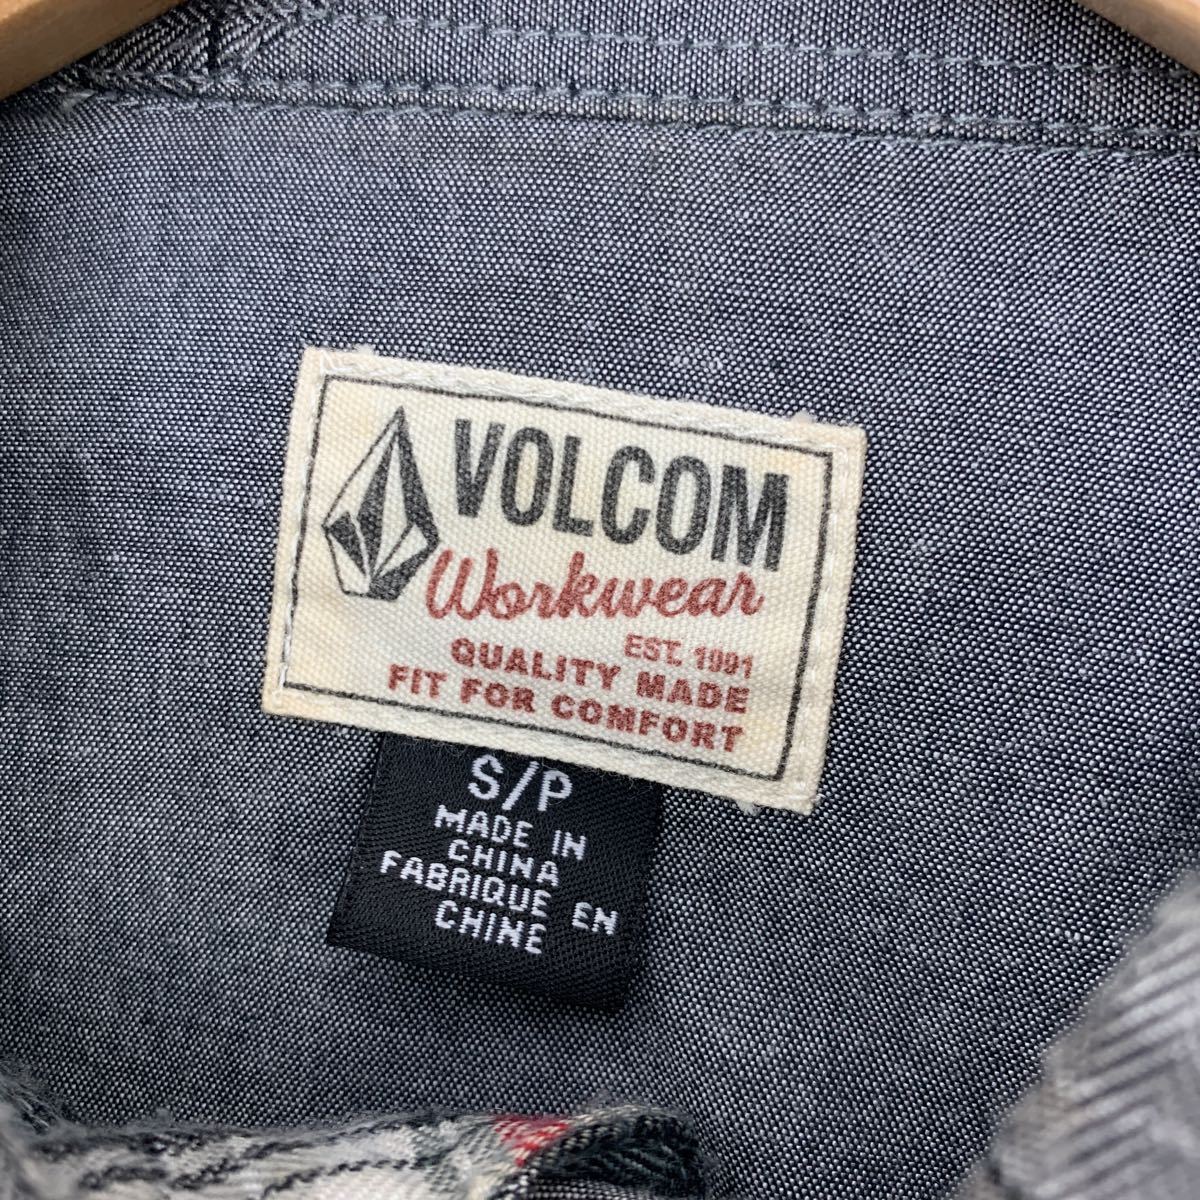 VOLCOM
Workwear
EST. 1991
QUALITY MADE
FIT FOR COMFORT
S/P
MADE IN
CHINA
FABRIQUE EN
CHINE